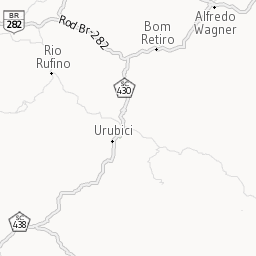 BR
282
Rod Br-282
Alfredo
Wagner
Bom
Retiro
Rio
Rufino
SC
430
Urubici
SC
438